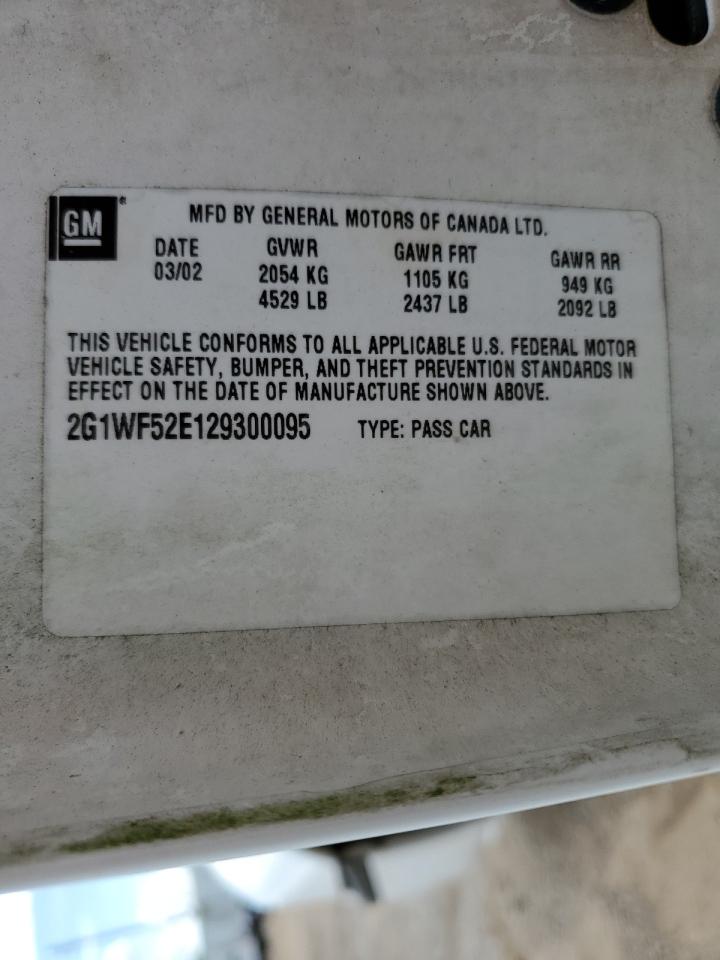 GM
MFD BY GENERAL MOTORS OF CANADA LTD.
DATE GVWR GAWR FRT GAWR RR
03/02 2054 KG 1105 KG 949 KG
4529 LB 2437 LB 2092 LB
THIS VEHICLE CONFORMS TO ALL APPLICABLE U.S. FEDERAL MOTOR
VEHICLE SAFETY, BUMPER, AND THEFT PREVENTION STANDARDS IN
EFFECT ON THE DATE OF MANUFACTURE SHOWN ABOVE.
2G1WF52E129300095 TYPE: PASS CAR